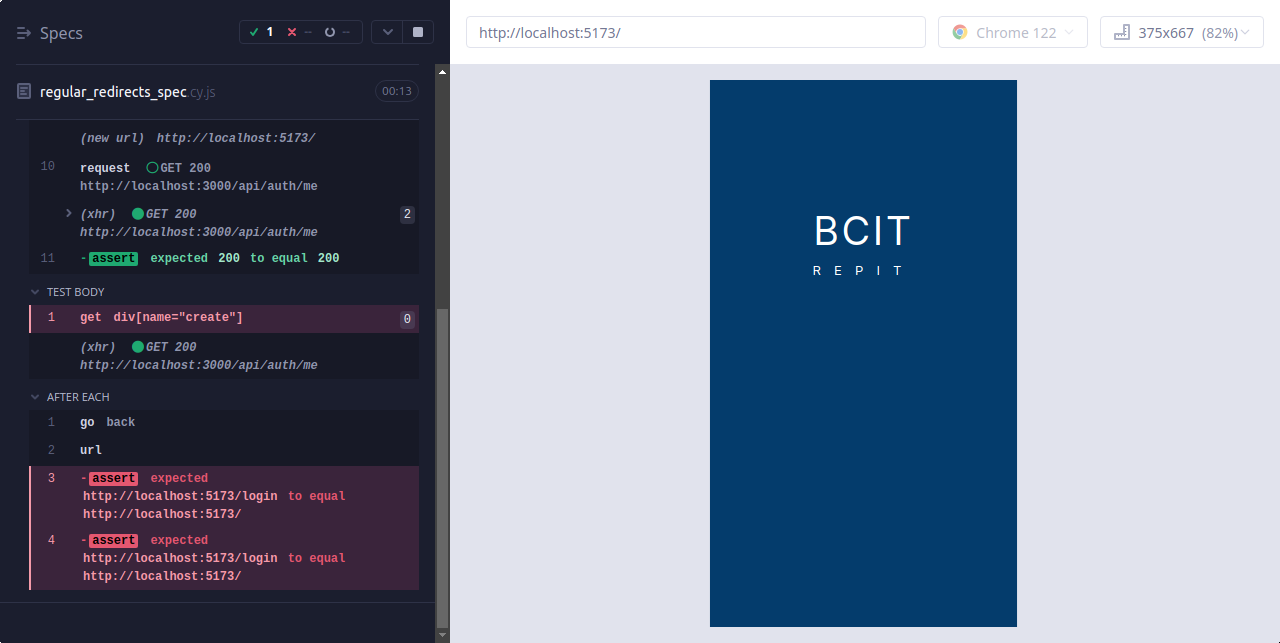 Specs
1
--
--
regular_redirects_spec.cy.js
00:13
(new url) http://localhost:5173/
10 request GET 200
http://localhost:3000/api/auth/me
(xhr) GET 200 2
http://localhost:3000/api/auth/me
11 -assert expected 200 to equal 200
TEST BODY
1 get div[name="create"] 0
(xhr) GET 200
http://localhost:3000/api/auth/me
AFTER EACH
1 go back
2 url
3 -assert expected
http://localhost:5173/login to equal
http://localhost:5173/
4 -assert expected
http://localhost:5173/login to equal
http://localhost:5173/
http://localhost:5173/
Chrome 122
375x667 (82%)
BCIT
REPIT